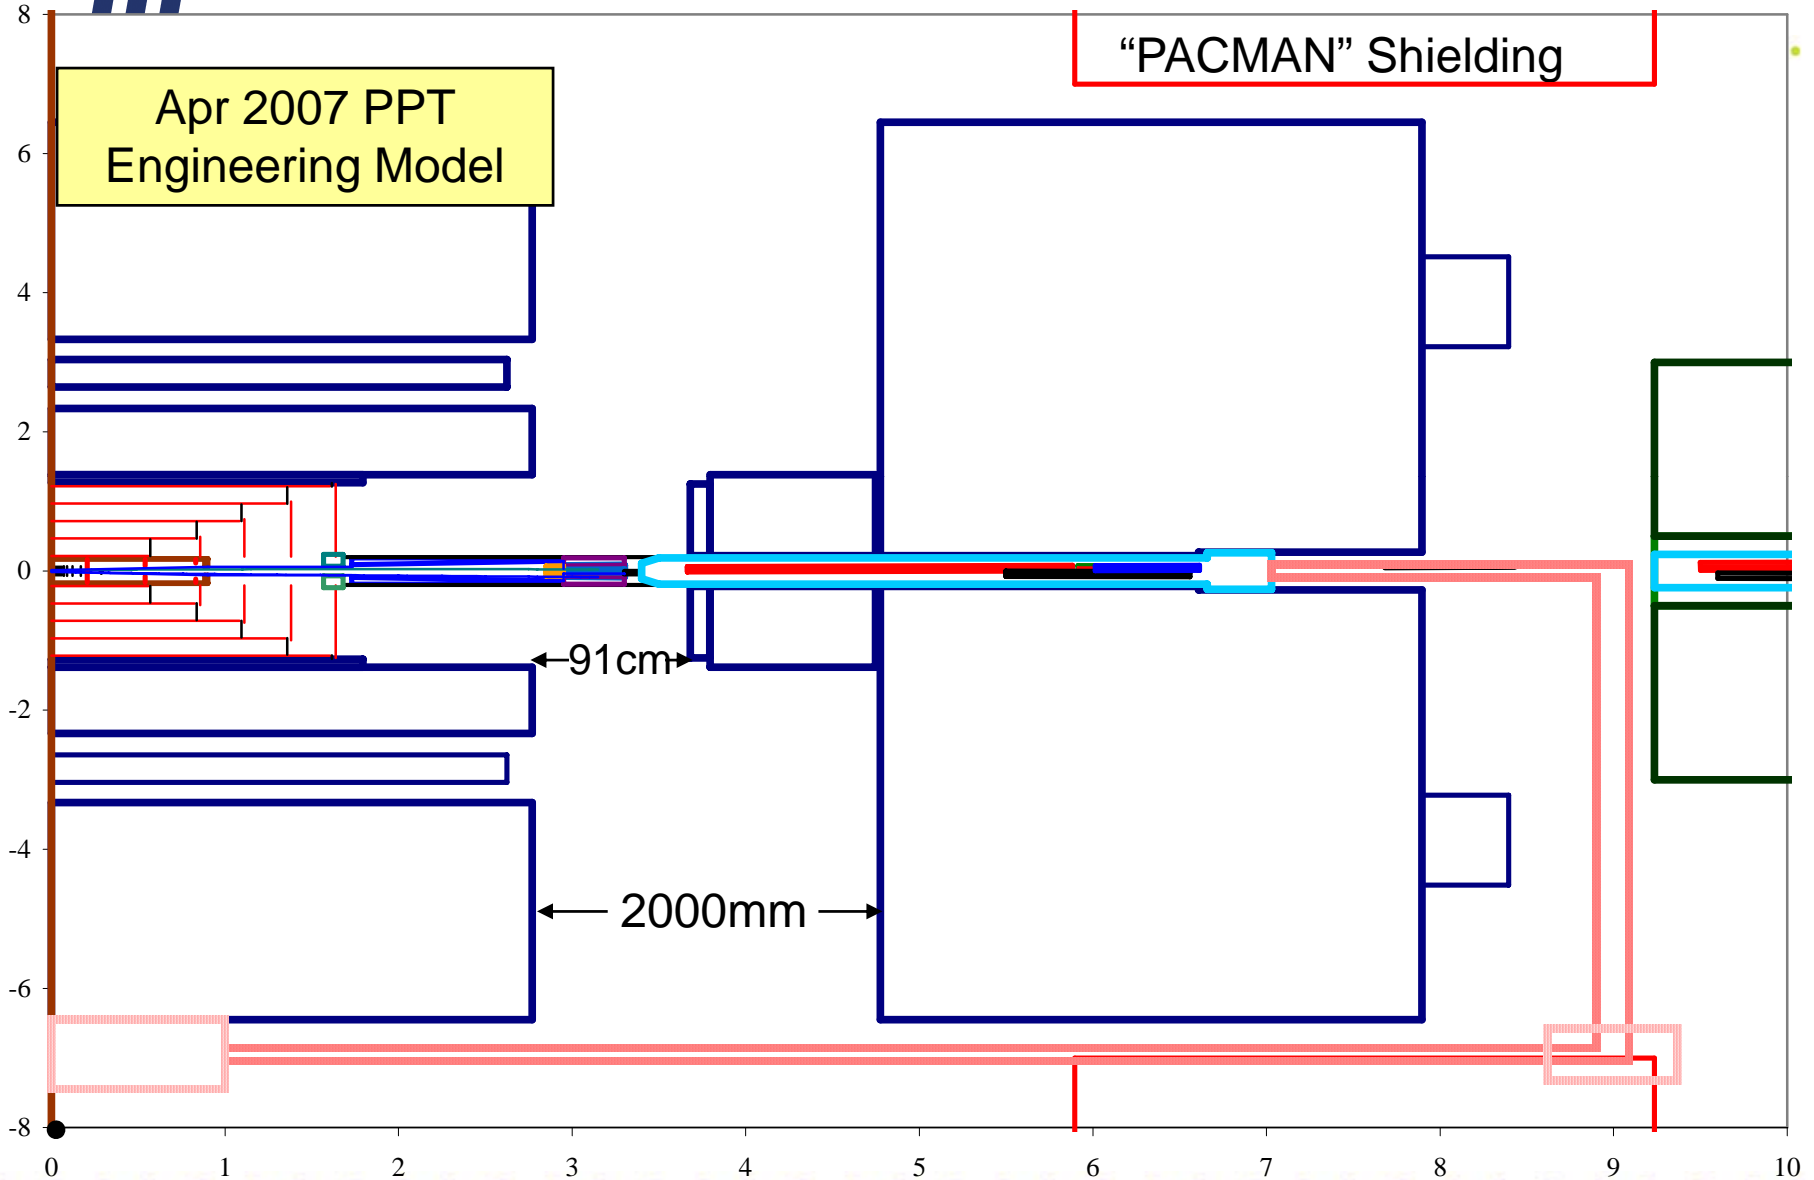 “PACMAN” Shielding
Apr 2007 PPT
Engineering Model
8
6
4
2
0
-2
-4
-6
-8
91cm
2000mm
0 1 2 3 4 5 6 7 8 9 10